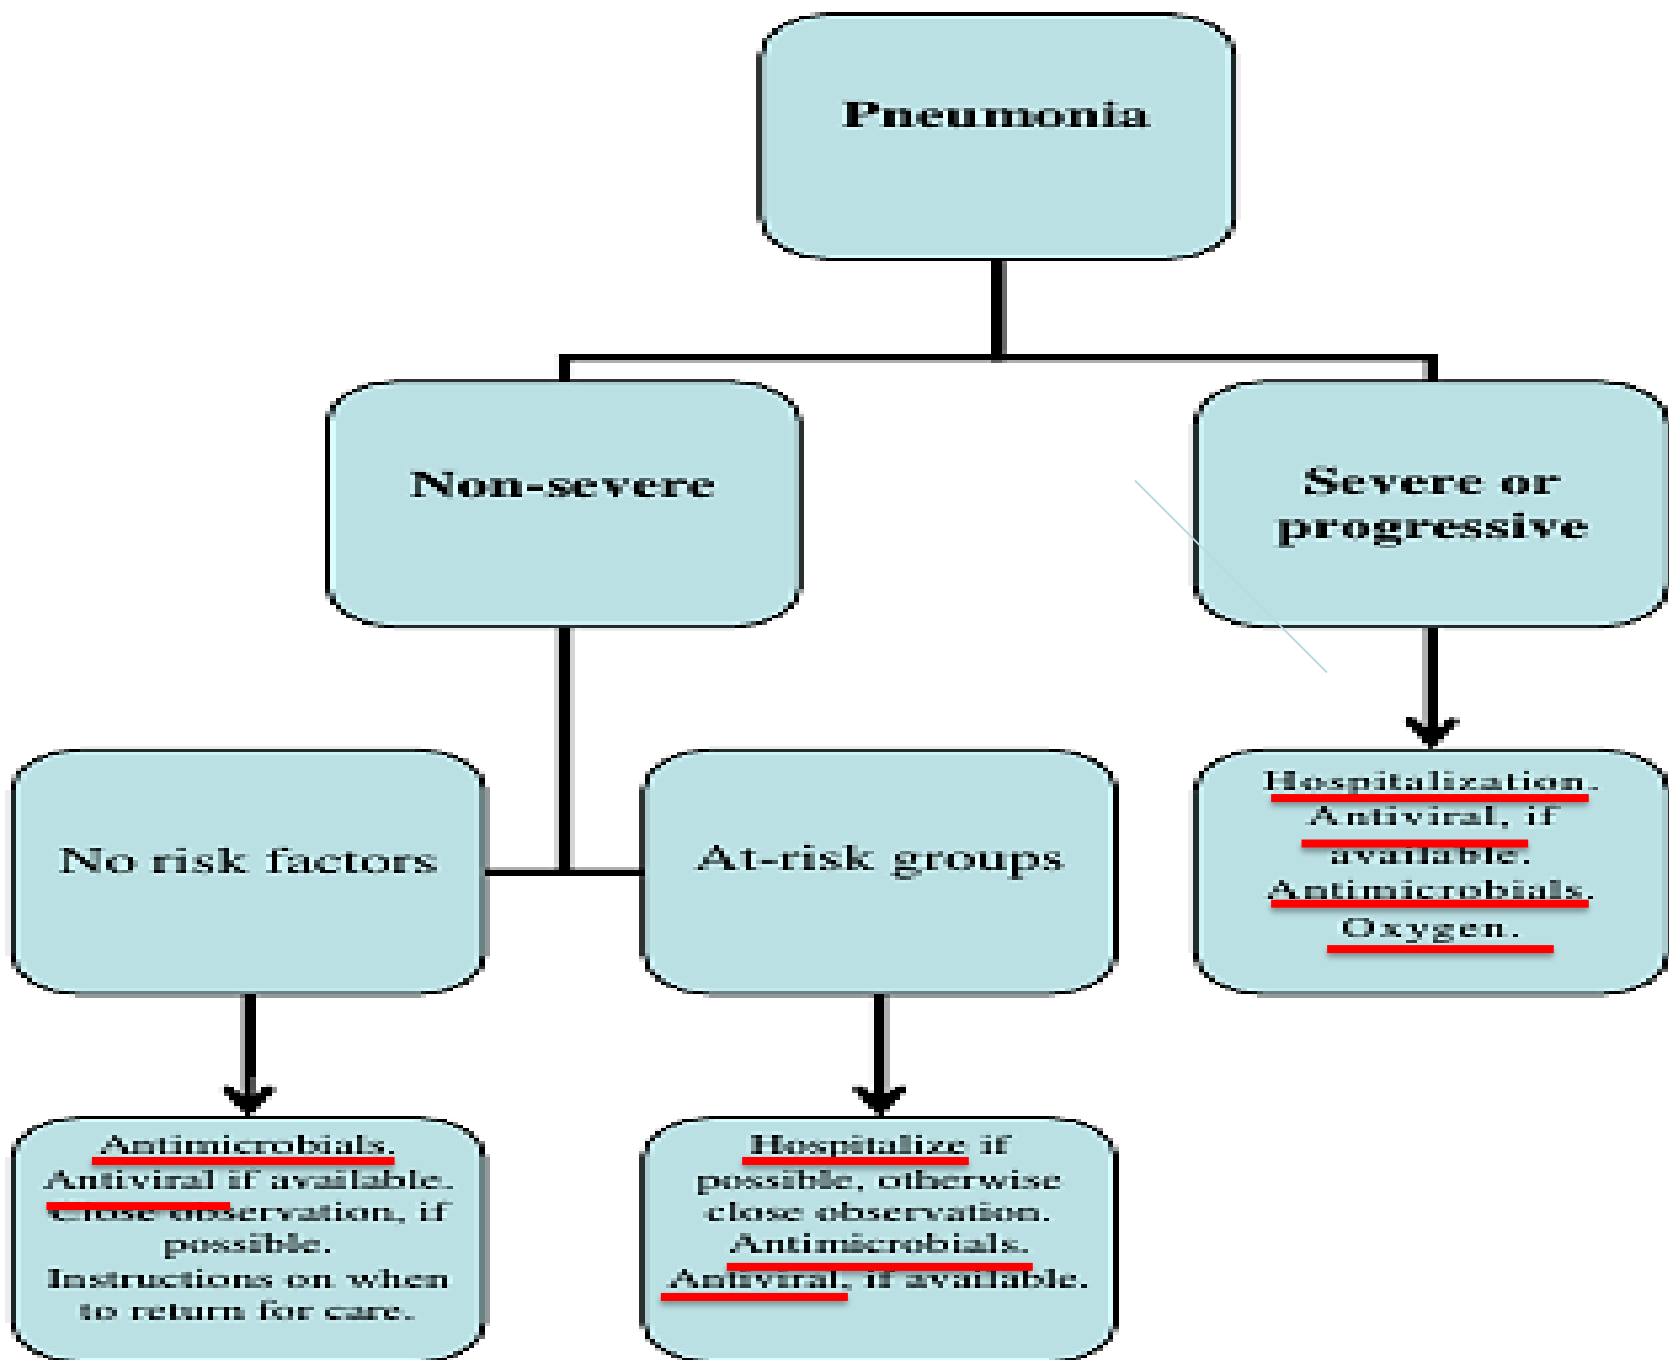 Pneumonia
Non-severe
Severe or
progressive
No risk factors
At-risk groups
Hospitalization.
Antiviral, if
available.
Antimicrobials.
Oxygen.
Antimicrobials.
Antiviral if available.
Close observation, if
possible.
Instructions on when
to return for care.
Hospitalize if
possible, otherwise
close observation.
Antimicrobials.
Antiviral, if available.